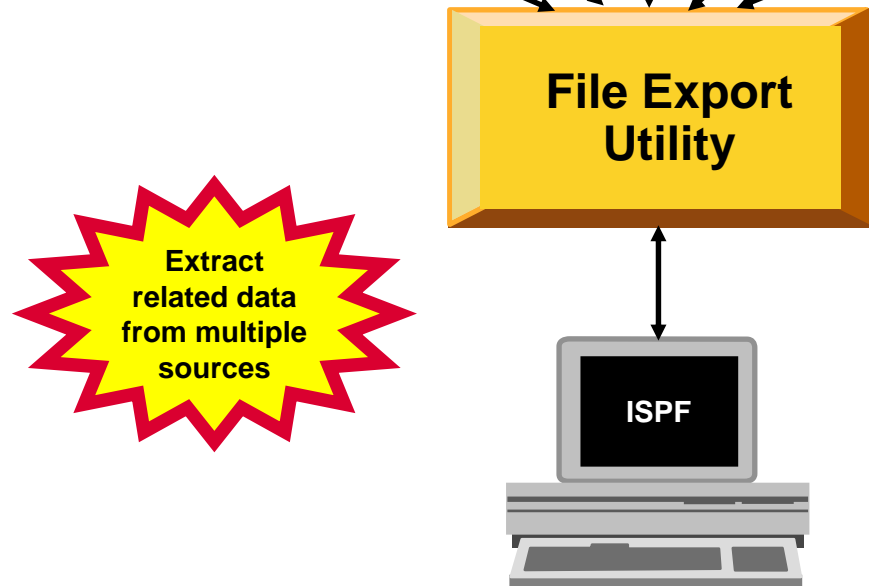 File Export
Utility
Extract
related data
from multiple
sources
ISPF